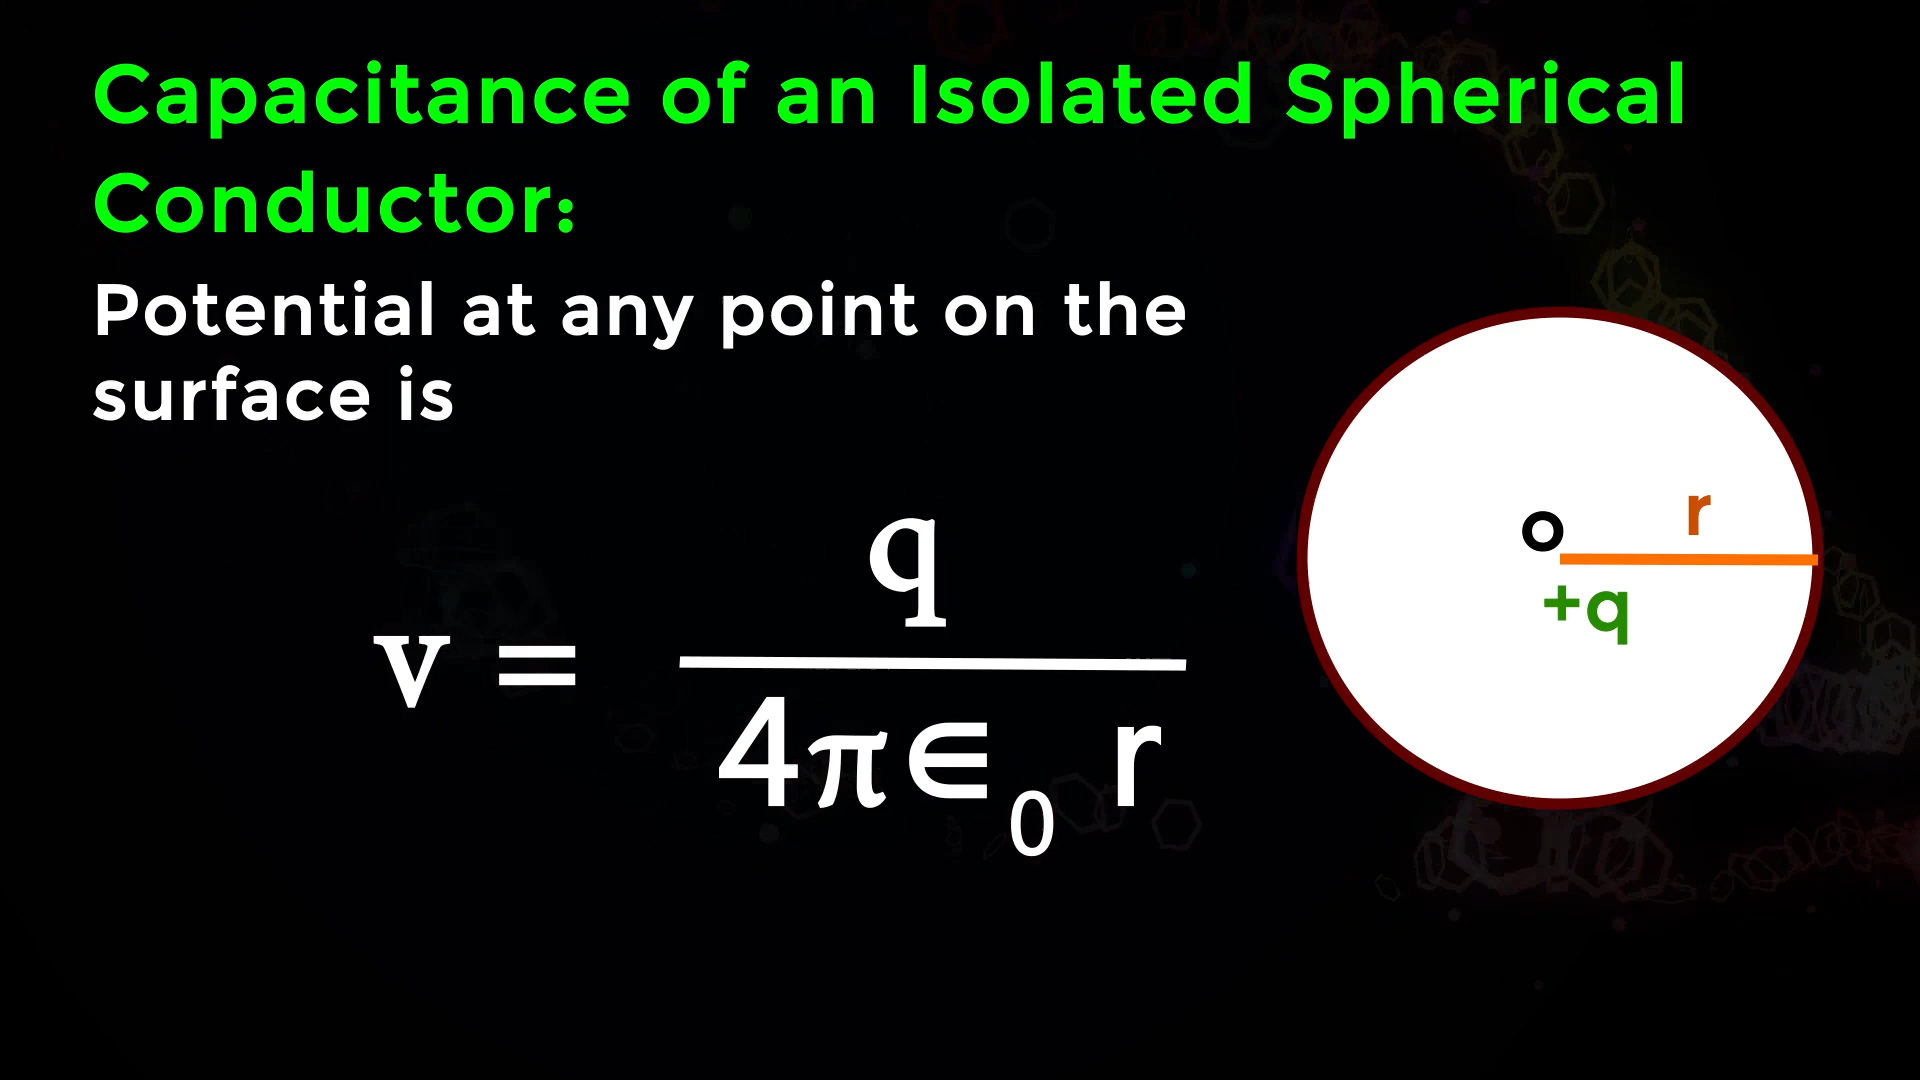 Capacitance of an Isolated Spherical
Conductor:
Potential at any point on the
surface is
v = q
4π∈₀ r
O
r
+q